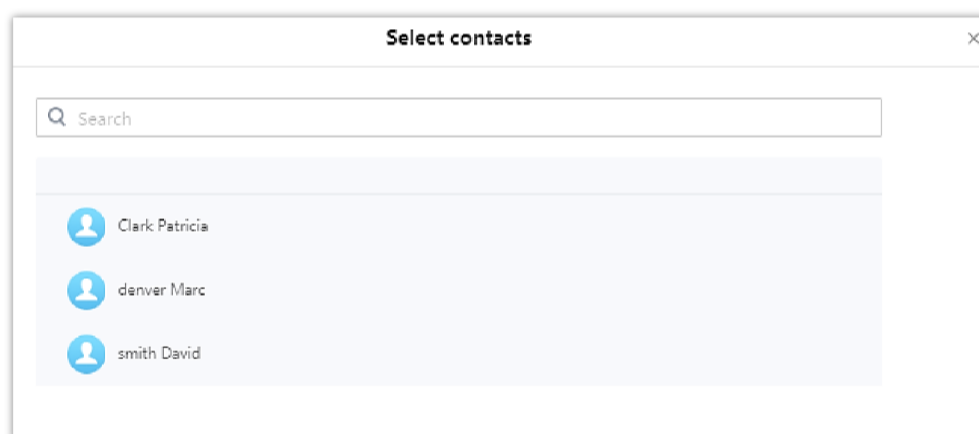 Select contacts
Search
Clark Patricia
denver Marc
smith David